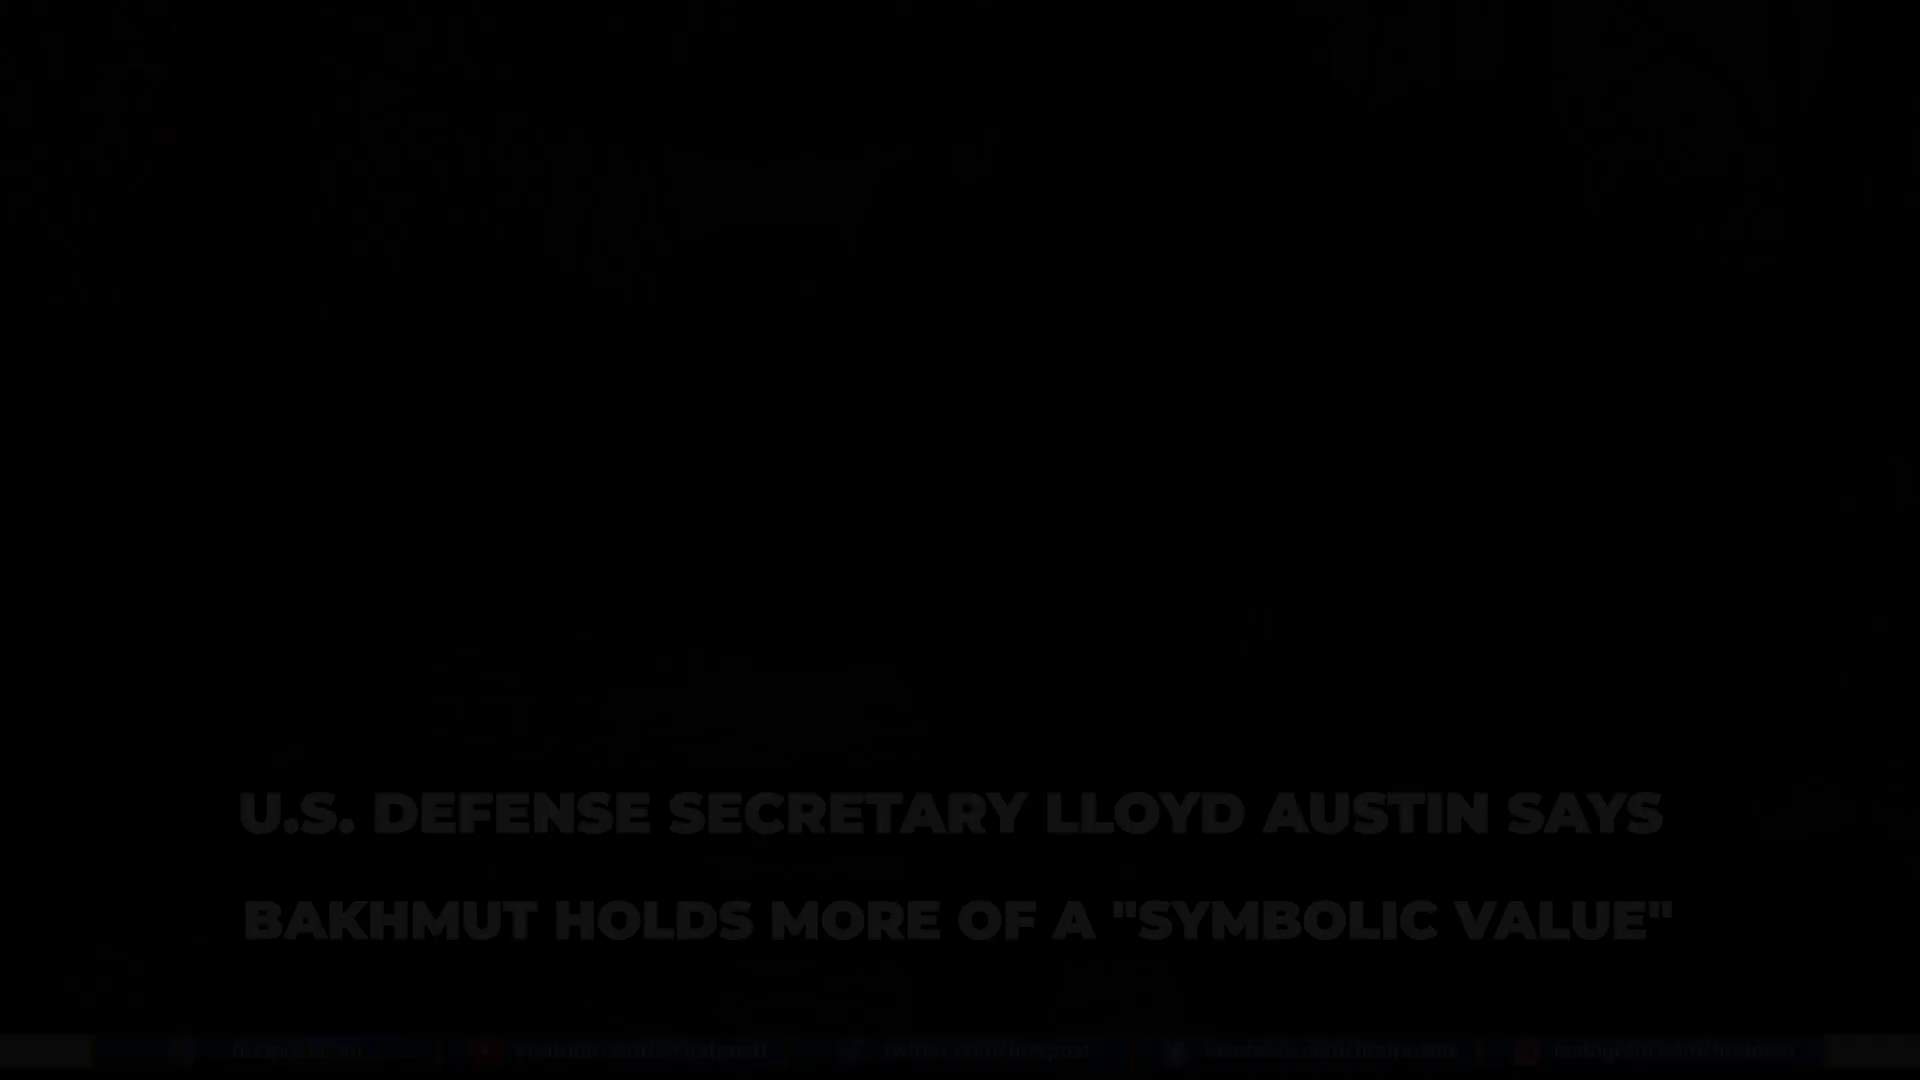 U.S. DEFENSE SECRETARY LLOYD AUSTIN SAYS
BAKHMUT HOLDS MORE OF A "SYMBOLIC VALUE"